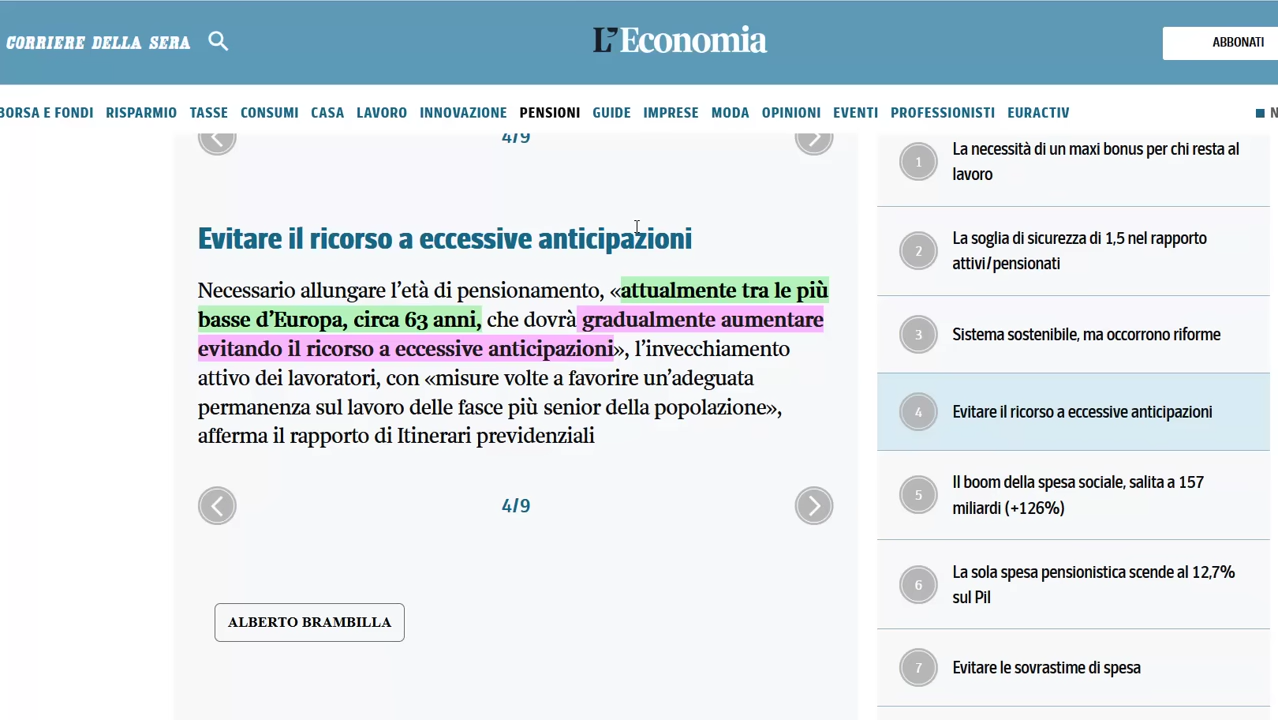 CORRIERE DELLA SERA
L'Economia
ABBONATI
BORSA E FONDI RISPARMIO TASSE CONSUMI CASA LAVORO INNOVAZIONE PENSIONI GUIDE IMPRESE MODA OPINIONI EVENTI PROFESSIONISTI EURACTIV N
4/9
Evitare il ricorso a eccessive anticipazioni
Necessario allungare l'età di pensionamento, «attualmente tra le più
basse d'Europa, circa 63 anni, che dovrà gradualmente aumentare
evitando il ricorso a eccessive anticipazioni», l'invecchiamento
attivo dei lavoratori, con «misure volte a favorire un'adeguata
permanenza sul lavoro delle fasce più senior della popolazione»,
afferma il rapporto di Itinerari previdenziali
4/9
ALBERTO BRAMBILLA
1
La necessità di un maxi bonus per chi resta al
lavoro
2
La soglia di sicurezza di 1,5 nel rapporto
attivi/pensionati
3
Sistema sostenibile, ma occorrono riforme
4
Evitare il ricorso a eccessive anticipazioni
5
Il boom della spesa sociale, salita a 157
miliardi (+126%)
6
La sola spesa pensionistica scende al 12,7%
sul Pil
7
Evitare le sovrastime di spesa